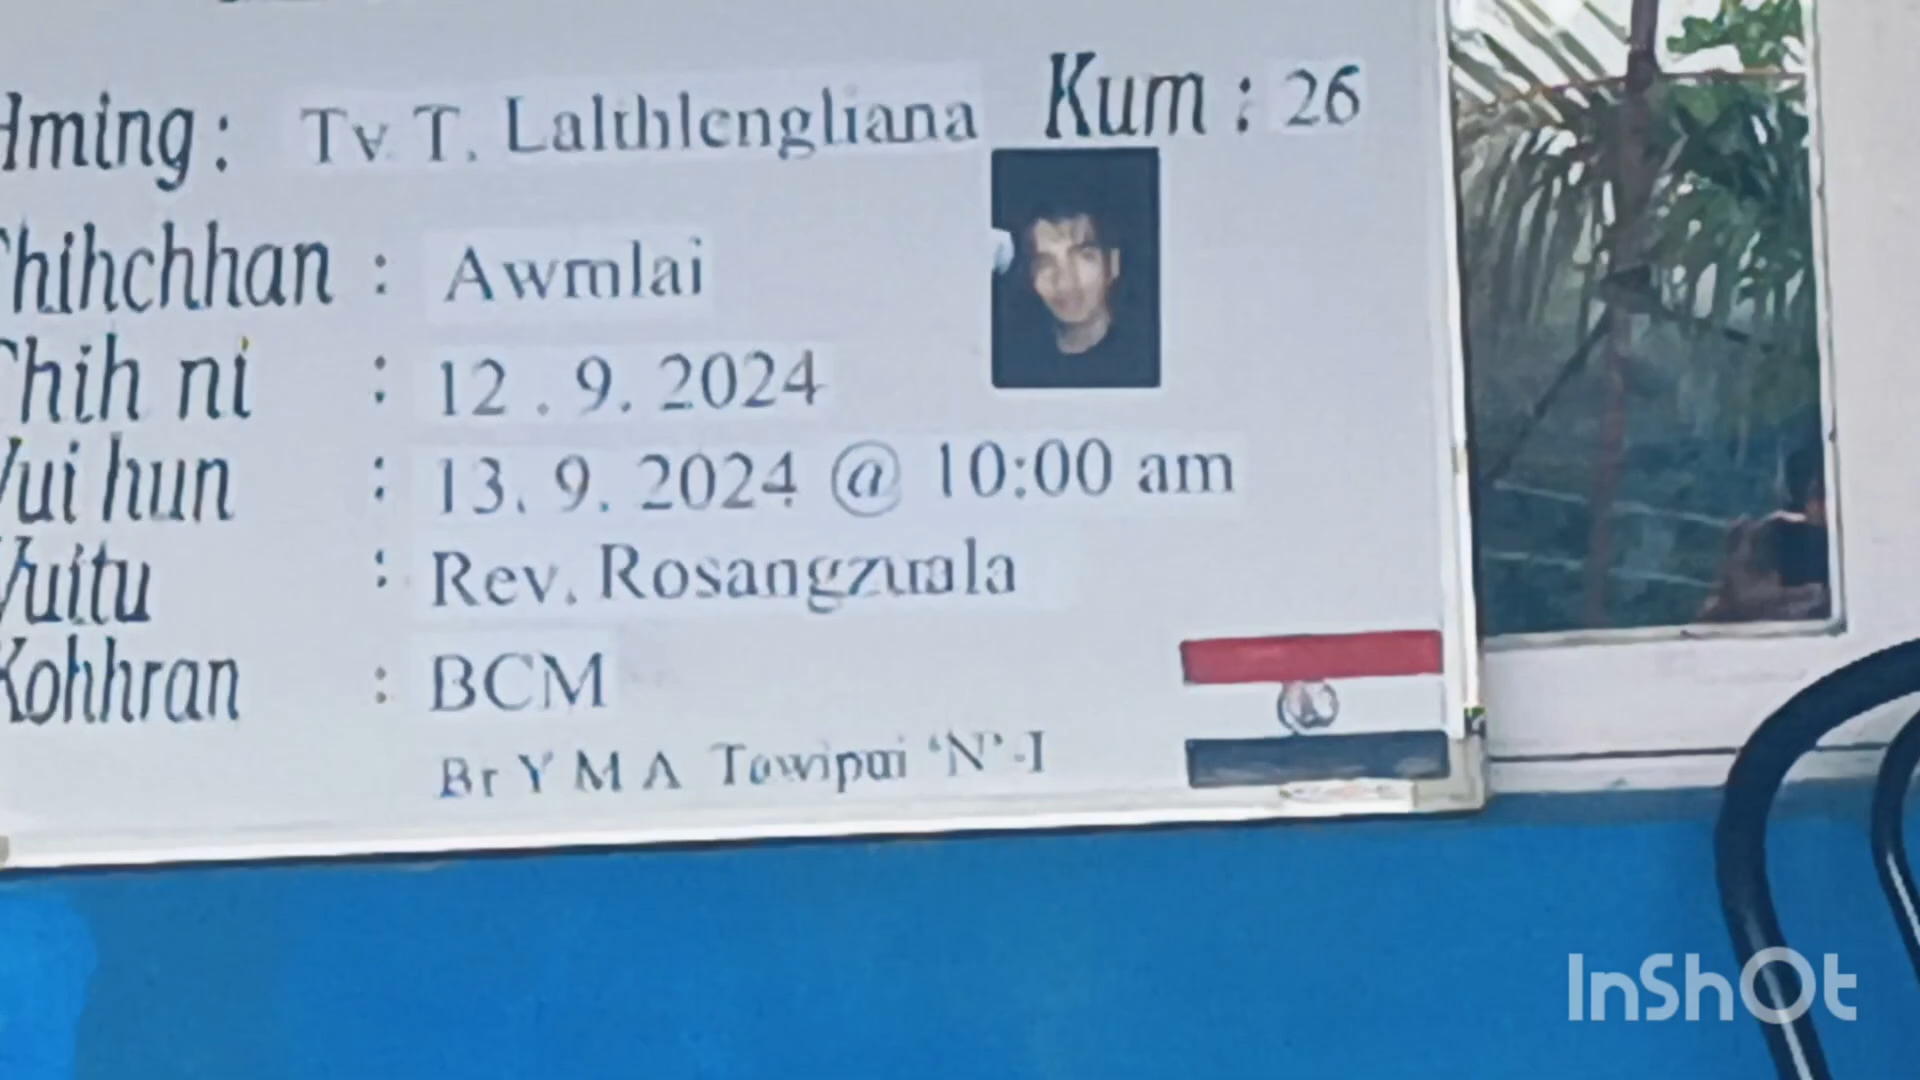 Hming : Tv. T. Lalthlengliana Kum : 26
Thihchhan : Awmlai
Thih ni : 12 . 9. 2024
Vui hun : 13. 9. 2024 @ 10:00 am
Vuitu : Rev. Rosangzuala
Kohhran : BCM
Br Y M A Tawipui 'N'-I
InShOt